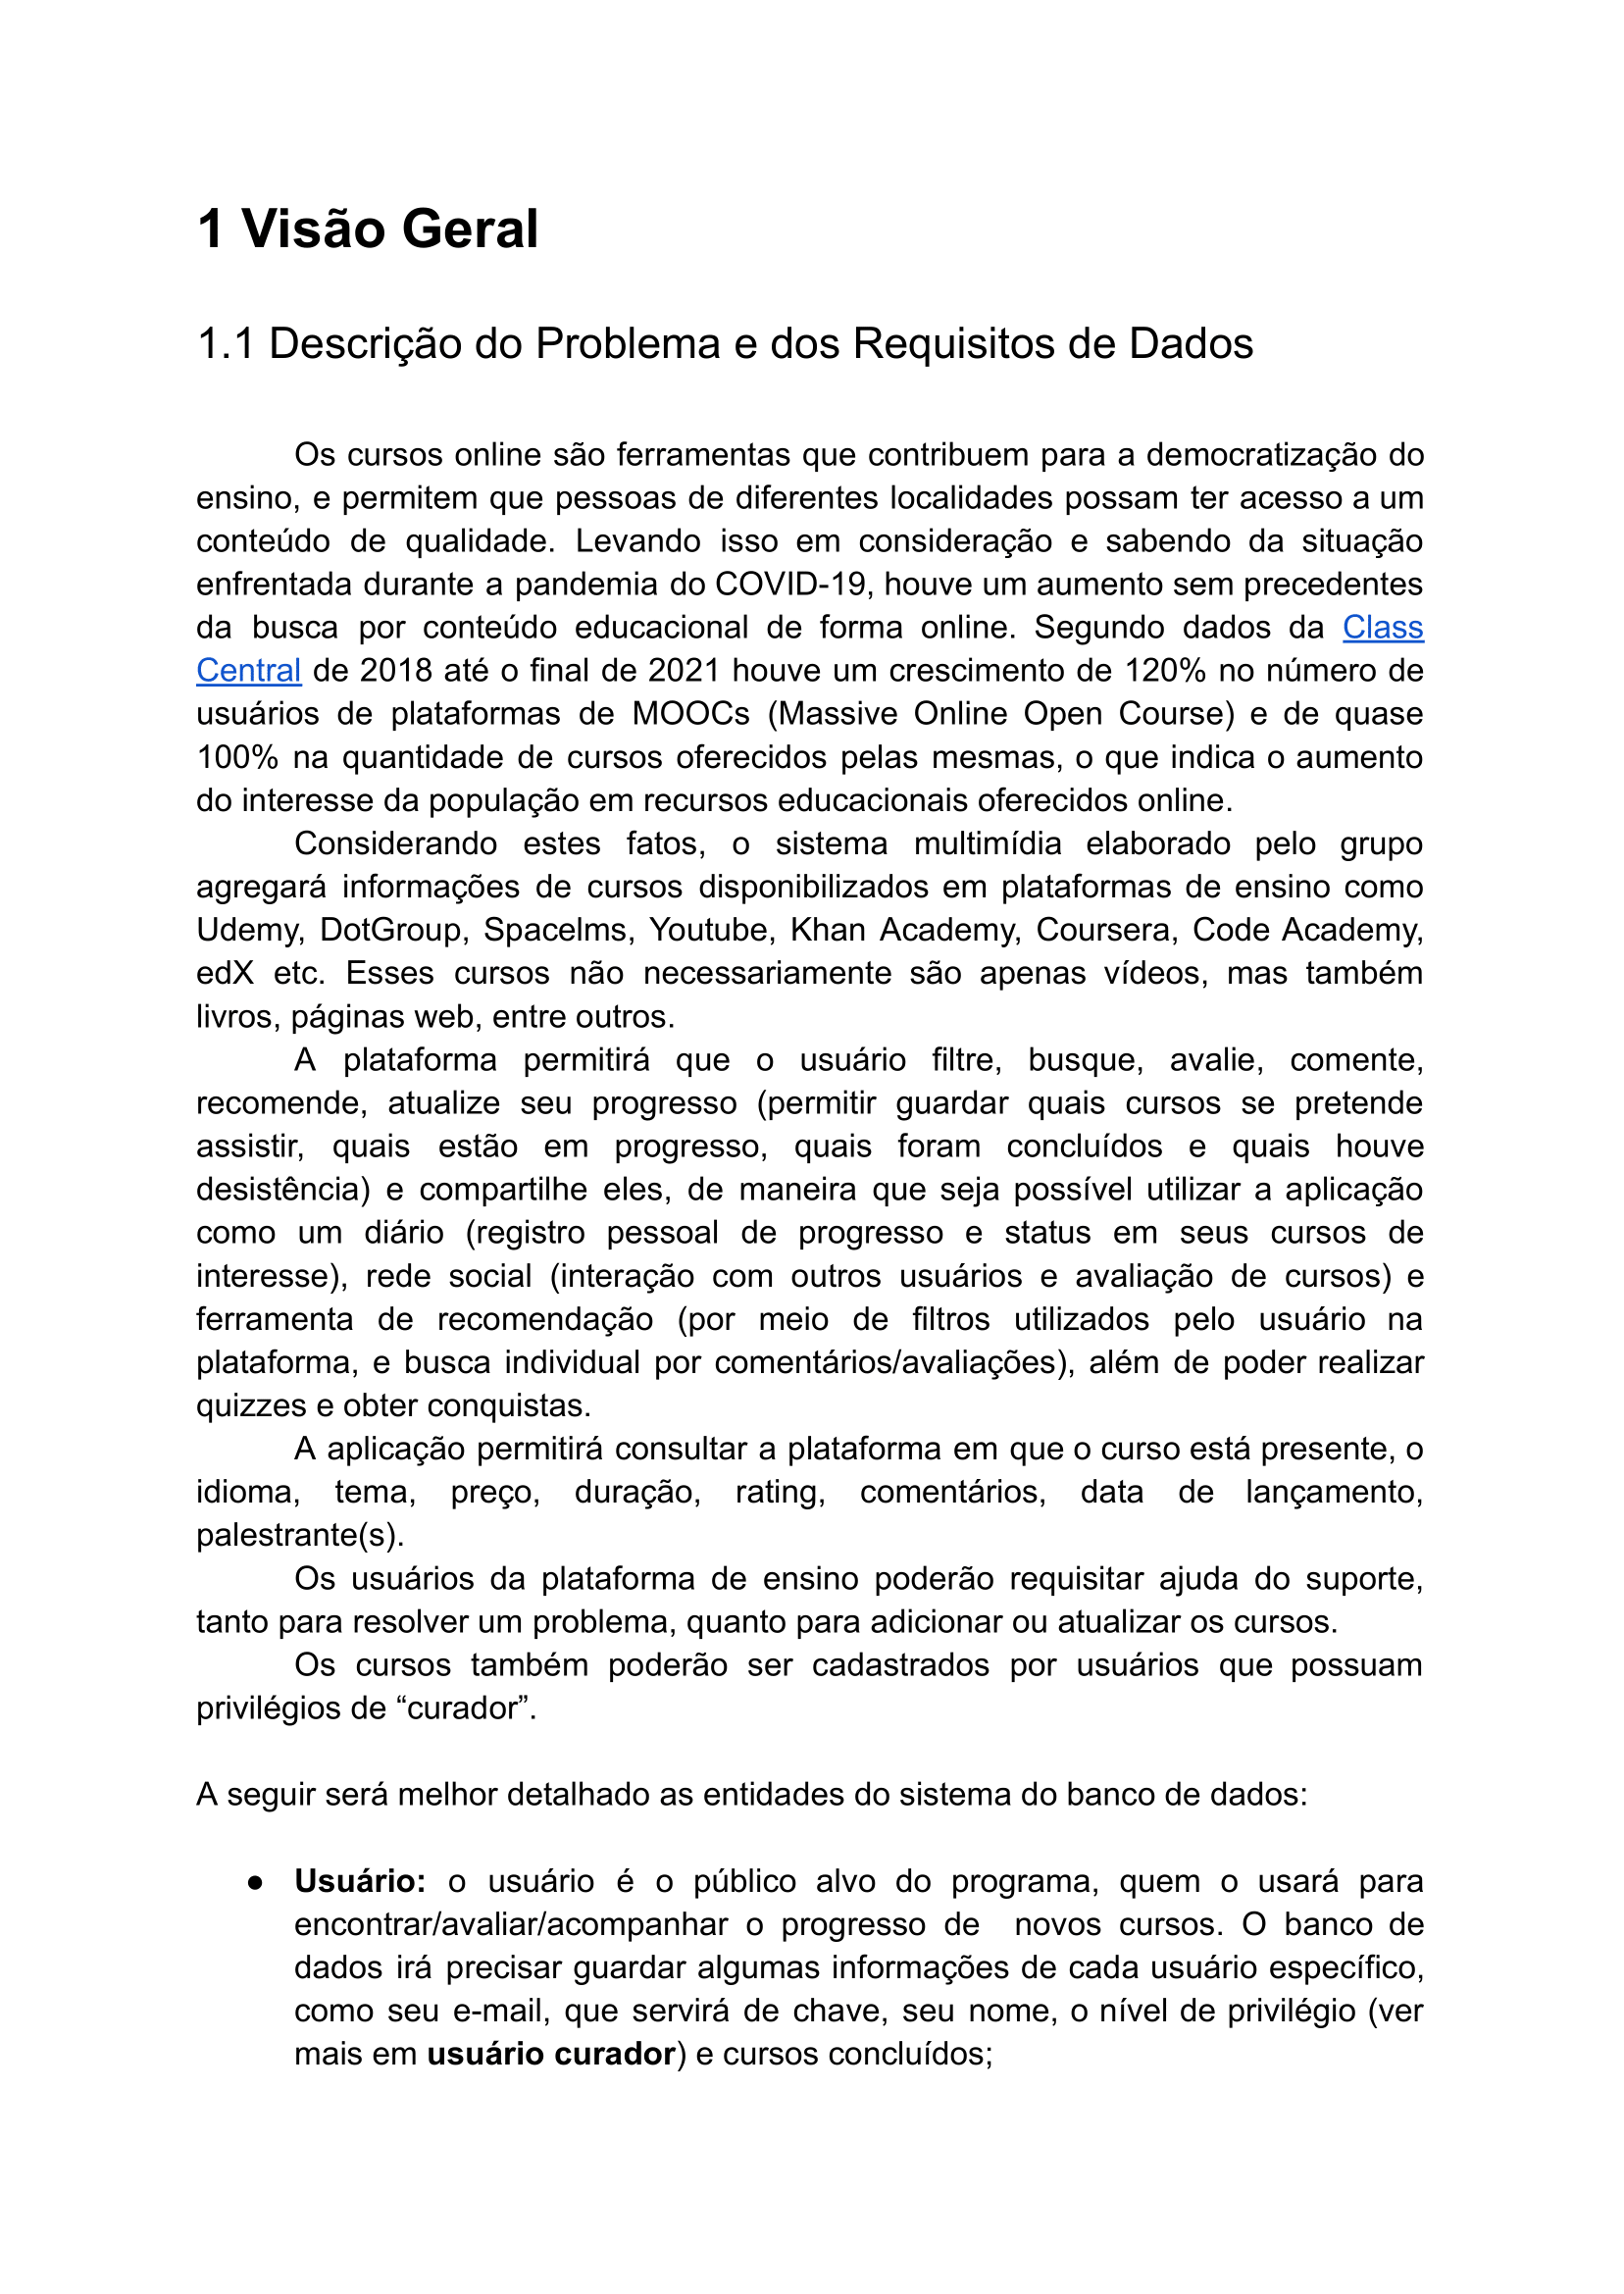 1 Visão Geral
1.1 Descrição do Problema e dos Requisitos de Dados
Os cursos online são ferramentas que contribuem para a democratização do
ensino, e permitem que pessoas de diferentes localidades possam ter acesso a um
conteúdo de qualidade. Levando isso em consideração e sabendo da situação
enfrentada durante a pandemia do COVID-19, houve um aumento sem precedentes
da busca por conteúdo educacional de forma online. Segundo dados da Class
Central de 2018 até o final de 2021 houve um crescimento de 120% no número de
usuários de plataformas de MOOCs (Massive Online Open Course) e de quase
100% na quantidade de cursos oferecidos pelas mesmas, o que indica o aumento
do interesse da população em recursos educacionais oferecidos online.
Considerando estes fatos, o sistema multimídia elaborado pelo grupo
agregará informações de cursos disponibilizados em plataformas de ensino como
Udemy, DotGroup, Spacelms, Youtube, Khan Academy, Coursera, Code Academy,
edX etc. Esses cursos não necessariamente são apenas vídeos, mas também
livros, páginas web, entre outros.
A plataforma permitirá que o usuário filtre, busque, avalie, comente,
recomende, atualize seu progresso (permitir guardar quais cursos se pretende
assistir, quais estão em progresso, quais foram concluídos e quais houve
desistência) e compartilhe eles, de maneira que seja possível utilizar a aplicação
como um diário (registro pessoal de progresso e status em seus cursos de
interesse), rede social (interação com outros usuários e avaliação de cursos) e
ferramenta de recomendação (por meio de filtros utilizados pelo usuário na
plataforma, e busca individual por comentários/avaliações), além de poder realizar
quizzes e obter conquistas.
A aplicação permitirá consultar a plataforma em que o curso está presente, o
idioma, tema, preço, duração, rating, comentários, data de lançamento,
palestrante(s).
Os usuários da plataforma de ensino poderão requisitar ajuda do suporte,
tanto para resolver um problema, quanto para adicionar ou atualizar os cursos.
Os cursos também poderão ser cadastrados por usuários que possuam
privilégios de “curador”.
A seguir será melhor detalhado as entidades do sistema do banco de dados:
● Usuário: o usuário é o público alvo do programa, quem o usará para
encontrar/avaliar/acompanhar o progresso de novos cursos. O banco de
dados irá precisar guardar algumas informações de cada usuário específico,
como seu e-mail, que servirá de chave, seu nome, o nível de privilégio (ver
mais em usuário curador) e cursos concluídos;